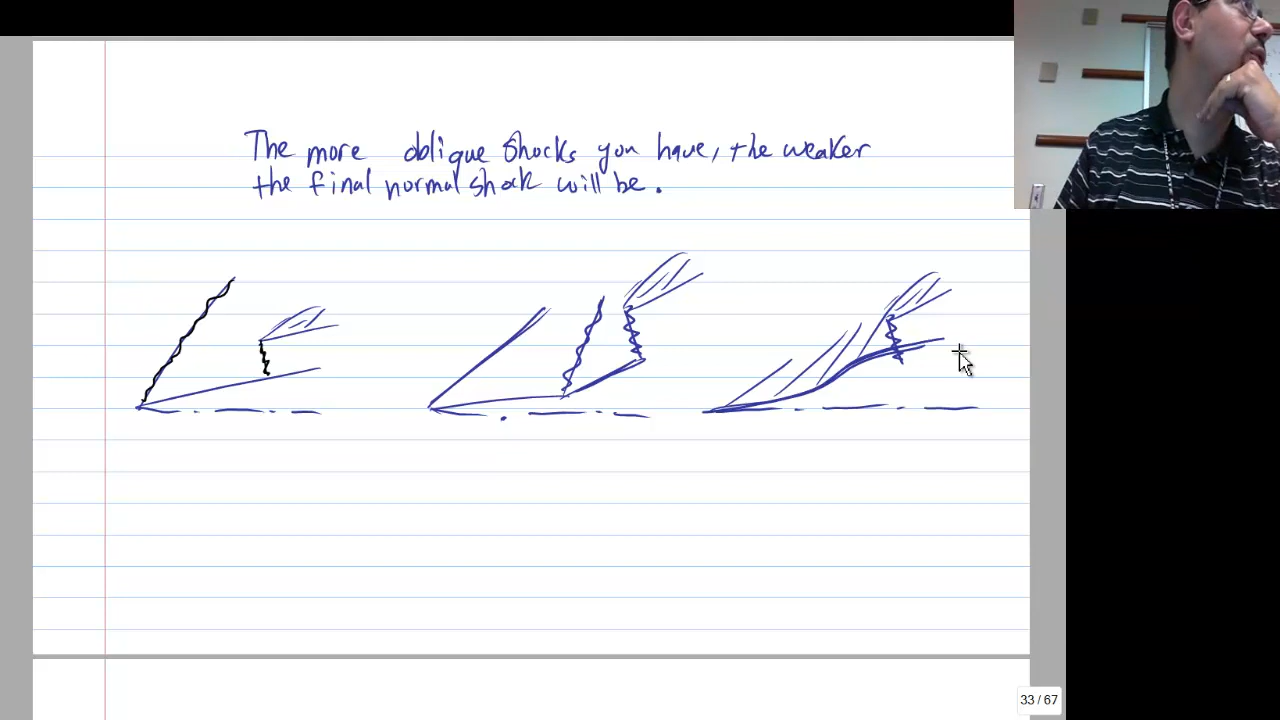 The more oblique shocks you have, the weaker
the final normal shock will be.
33 / 67